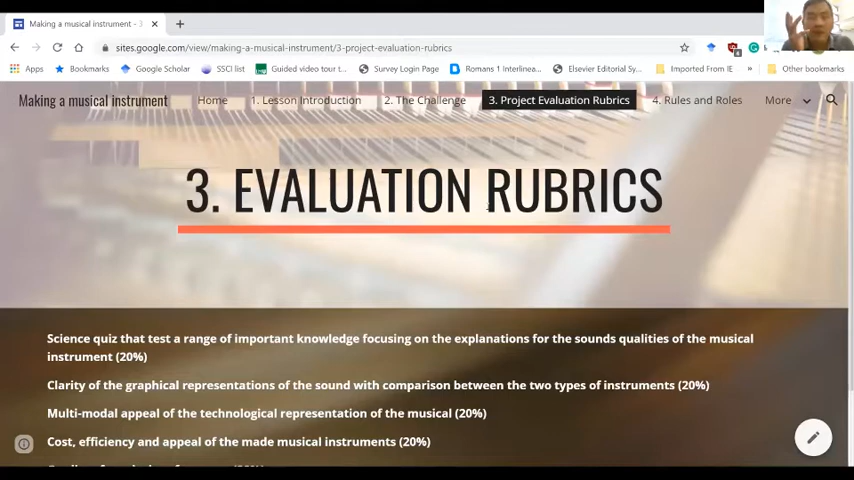 Making a musical instrument - 3
sites.google.com/view/making-a-musical-instrument/3-project-evaluation-rubrics
Apps Bookmarks Google Scholar SSCI list Guided video tour t... Survey Login Page Romans 1 Interlinea... Elsevier Editorial Sy... Imported From IE » Other bookmarks
Making a musical instrument Home 1. Lesson Introduction 2. The Challenge 3. Project Evaluation Rubrics 4. Rules and Roles More
3. EVALUATION RUBRICS
Science quiz that test a range of important knowledge focusing on the explanations for the sounds qualities of the musical
instrument (20%)
Clarity of the graphical representations of the sound with comparison between the two types of instruments (20%)
Multi-modal appeal of the technological representation of the musical (20%)
Cost, efficiency and appeal of the made musical instruments (20%)